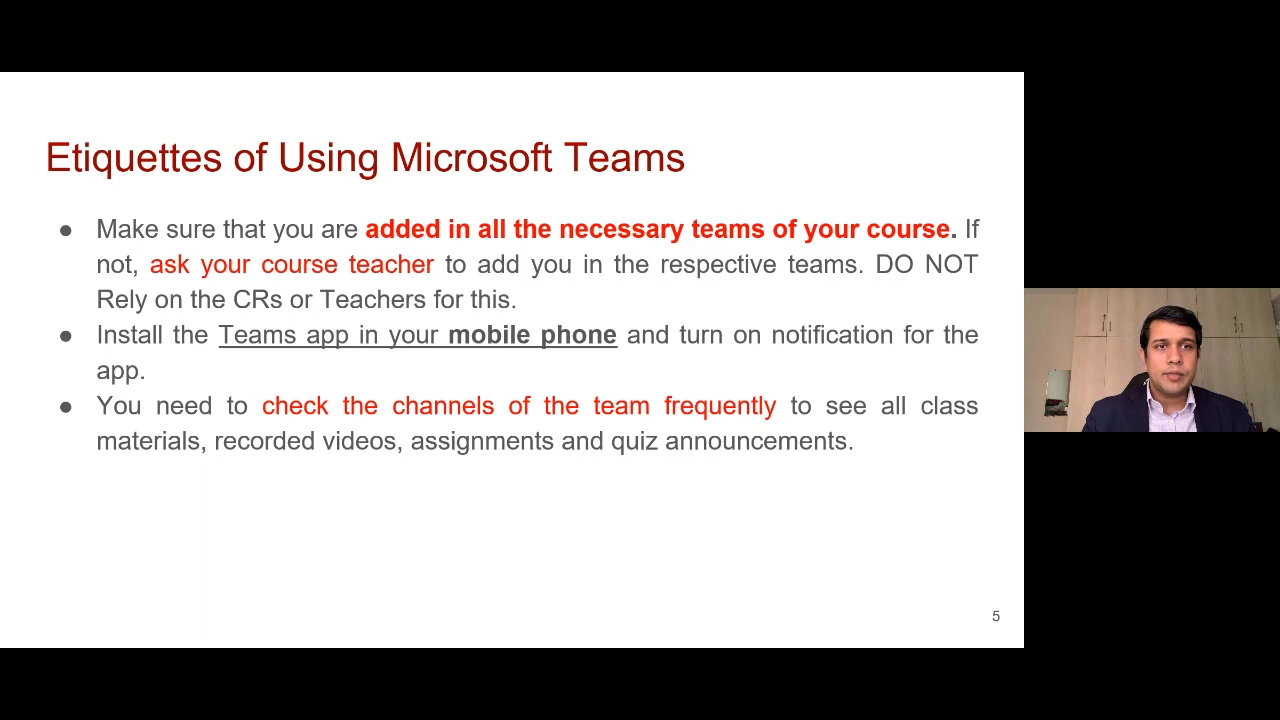 Etiquettes of Using Microsoft Teams
● Make sure that you are added in all the necessary teams of your course. If
not, ask your course teacher to add you in the respective teams. DO NOT
Rely on the CRs or Teachers for this.
● Install the Teams app in your mobile phone and turn on notification for the
app.
● You need to check the channels of the team frequently to see all class
materials, recorded videos, assignments and quiz announcements.
5